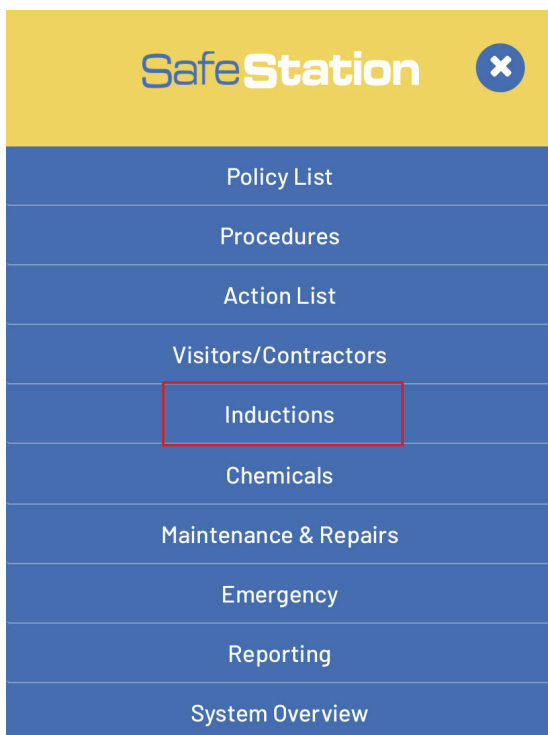 SafeStation
Policy List
Procedures
Action List
Visitors/Contractors
Inductions
Chemicals
Maintenance & Repairs
Emergency
Reporting
System Overview